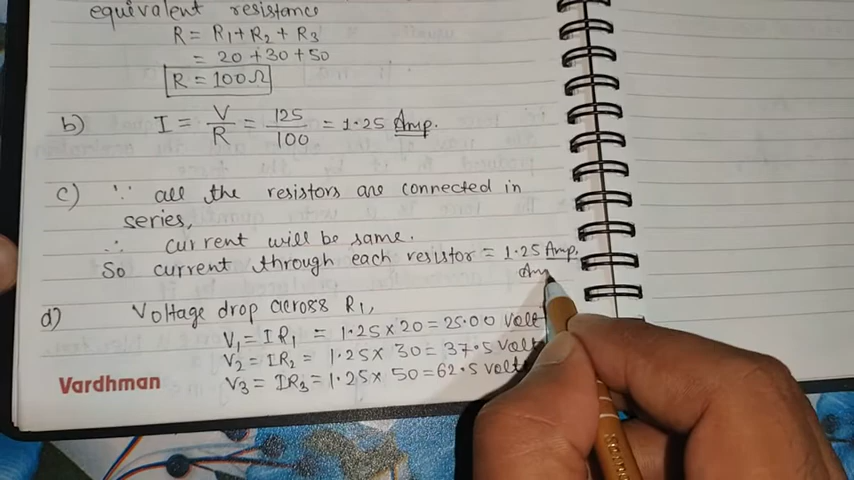 equivalent resistance
R = R1 + R2 + R3
= 20 + 30 + 50
R = 100Ω
b) I = V/R = 125/100 = 1.25 Amp.
c) ∵ all the resistors are connected in
series,
∴ current will be same.
So current through each resistor = 1.25 Amp.
Am
d) Voltage drop across R1,
V1 = IR1 = 1.25 × 20 = 25.00 Volt
V2 = IR2 = 1.25 × 30 = 37.5 volt
V3 = IR3 = 1.25 × 50 = 62.5 volt
Vardhman